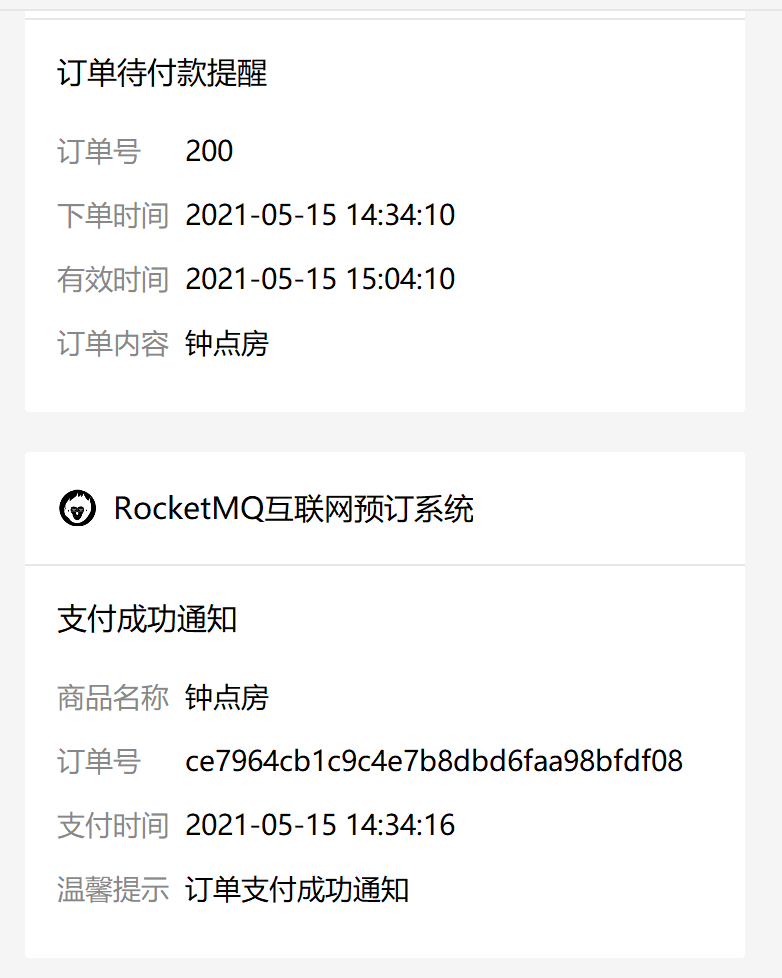 订单待付款提醒
订单号 200
下单时间 2021-05-15 14:34:10
有效时间 2021-05-15 15:04:10
订单内容 钟点房
RocketMQ互联网预订系统
支付成功通知
商品名称 钟点房
订单号 ce7964cb1c9c4e7b8dbd6faa98bfdf08
支付时间 2021-05-15 14:34:16
温馨提示 订单支付成功通知